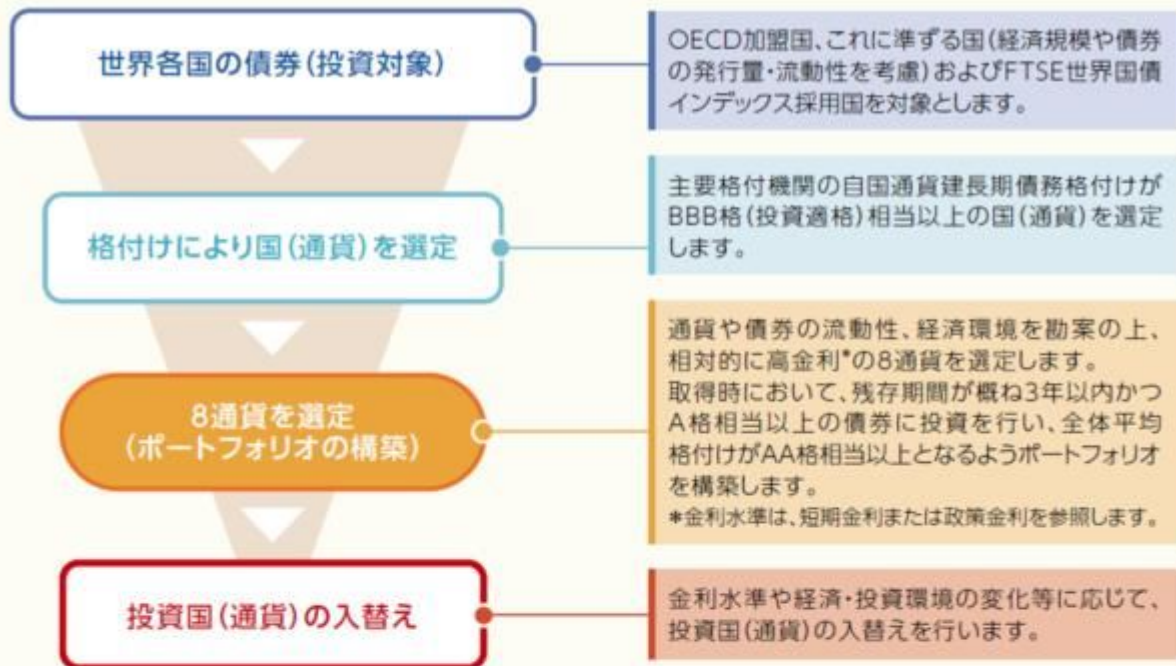 世界各国の債券(投資対象)
OECD加盟国、これに準ずる国(経済規模や債券
の発行量・流動性を考慮)およびFTSE世界国債
インデックス採用国を対象とします。
格付けにより国(通貨)を選定
主要格付機関の自国通貨建長期債務格付けが
BBB格(投資適格)相当以上の国(通貨)を選定
します。
8通貨を選定
(ポートフォリオの構築)
通貨や債券の流動性、経済環境を勘案の上、
相対的に高金利*の8通貨を選定します。
取得時において、残存期間が概ね3年以内かつ
A格相当以上の債券に投資を行い、全体平均
格付けがAA格相当以上となるようポートフォリオ
を構築します。
*金利水準は、短期金利または政策金利を参照します。
投資国(通貨)の入替え
金利水準や経済・投資環境の変化等に応じて、
投資国(通貨)の入替えを行います。